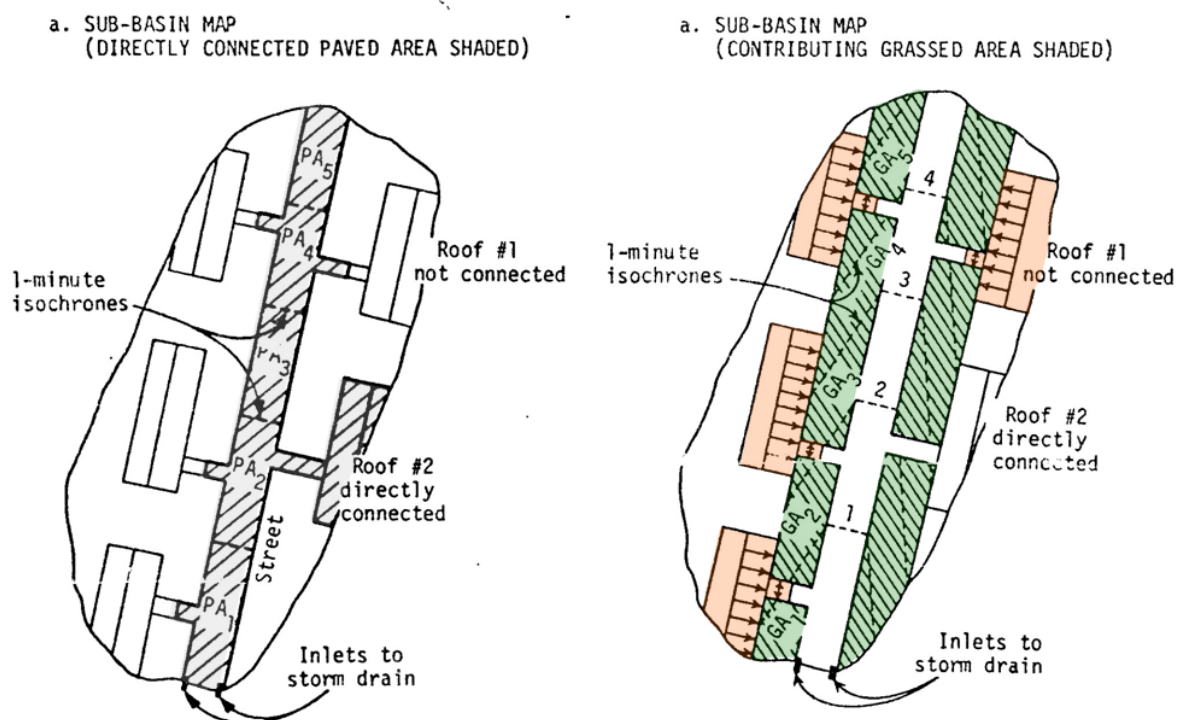 a. SUB-BASIN MAP
(DIRECTLY CONNECTED PAVED AREA SHADED)
PA5
PA4
Roof #1
not connected
1-minute
isochrones
PA3
PA2
Roof #2
directly
connected
Street
PA1
Inlets to
storm drain
a. SUB-BASIN MAP
(CONTRIBUTING GRASSED AREA SHADED)
GA5
4
GA4
Roof #1
not connected
1-minute
isochrones
3
GA3
2
Roof #2
directly
connected
GA2
1
GA1
Inlets to
storm drain